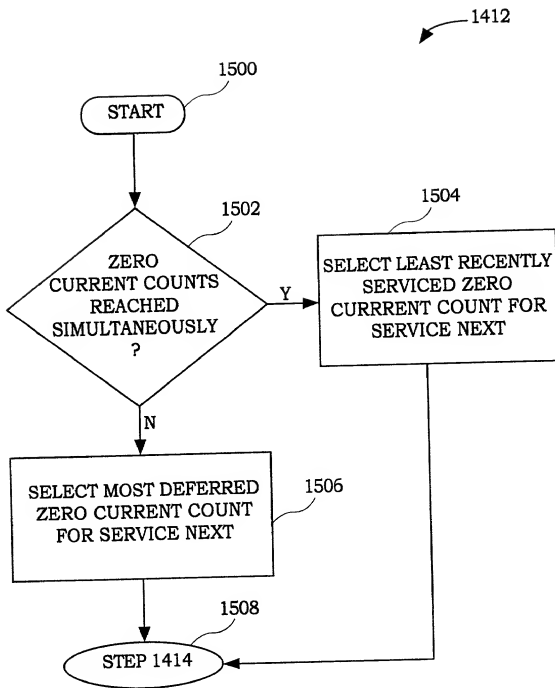 1412
1500
START
1502
ZERO
CURRENT COUNTS
REACHED
SIMULTANEOUSLY
?
Y
1504
SELECT LEAST RECENTLY
SERVICED ZERO
CURRRENT COUNT FOR
SERVICE NEXT
N
1506
SELECT MOST DEFERRED
ZERO CURRENT COUNT
FOR SERVICE NEXT
1508
STEP 1414